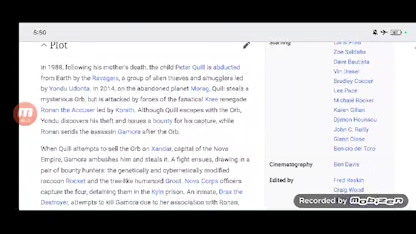 5:50
Plot
Starring
Chris Pratt
Zoe Saldaña
Dave Bautista
Vin Diesel
Bradley Cooper
Lee Pace
Michael Rooker
Karen Gillan
Djimon Hounsou
John C. Reilly
Glenn Close
Benicio del Toro
Cinematography Ben Davis
Edited by Fred Raskin
Craig Wood
In 1988, following his mother's death, the child Peter Quill is abducted
from Earth by the Ravagers, a group of alien thieves and smugglers led
by Yondu Udonta. In 2014, on the abandoned planet Morag, Quill steals a
mysterious Orb, but is attacked by forces of the fanatical Kree renegade
Ronan the Accuser led by Korath. Although Quill escapes with the Orb,
Yondu discovers his theft and issues a bounty for his capture, while
Ronan sends the assassin Gamora after the Orb.
When Quill attempts to sell the Orb on Xandar, capital of the Nova
Empire, Gamora ambushes him and steals it. A fight ensues, drawing in a
pair of bounty hunters: the genetically and cybernetically modified
raccoon Rocket and the tree-like humanoid Groot. Nova Corps officers
capture the four, detaining them in the Kyln prison. An inmate, Drax the
Destroyer, attempts to kill Gamora due to her association with Ronan,
Recorded by mobizen